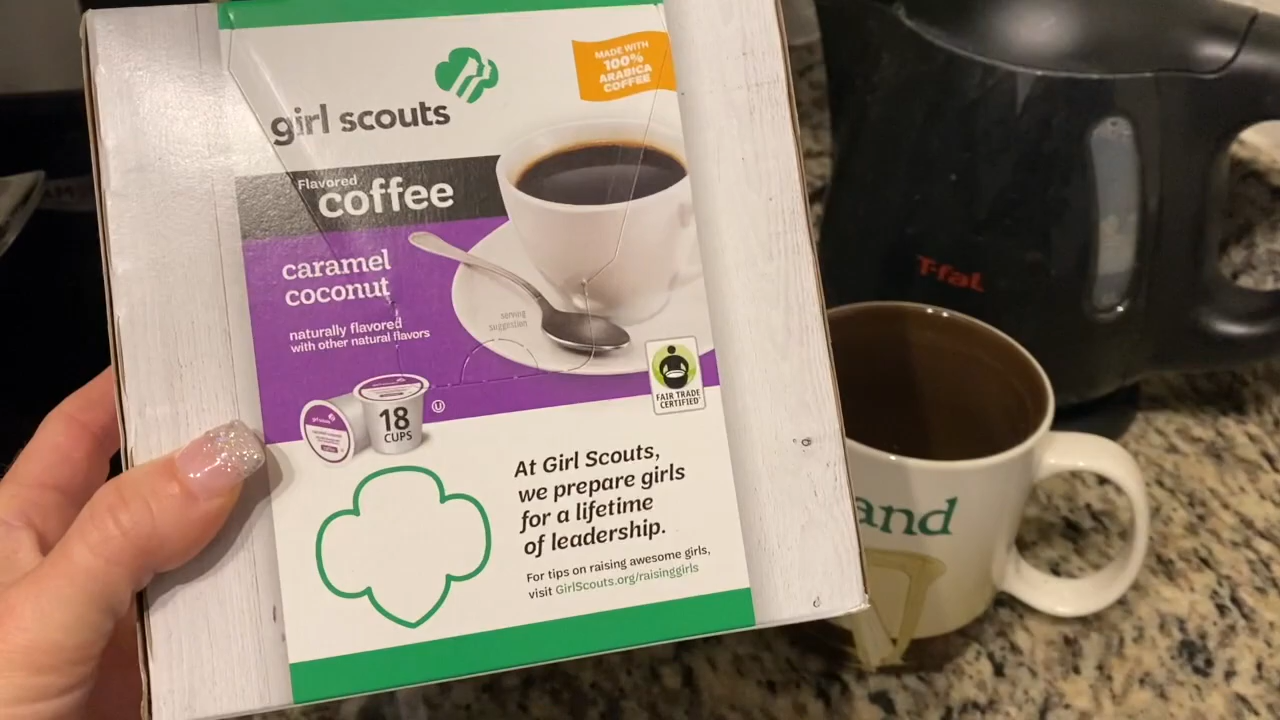 MADE WITH
100%
ARABICA
COFFEE
girl scouts
Flavored
coffee
caramel
coconut
naturally flavored
with other natural flavors
serving
suggestion
18
CUPS
U
FAIR TRADE
CERTIFIED
At Girl Scouts,
we prepare girls
for a lifetime
of leadership.
For tips on raising awesome girls,
visit GirlScouts.org/raisinggirls
T-fal
and